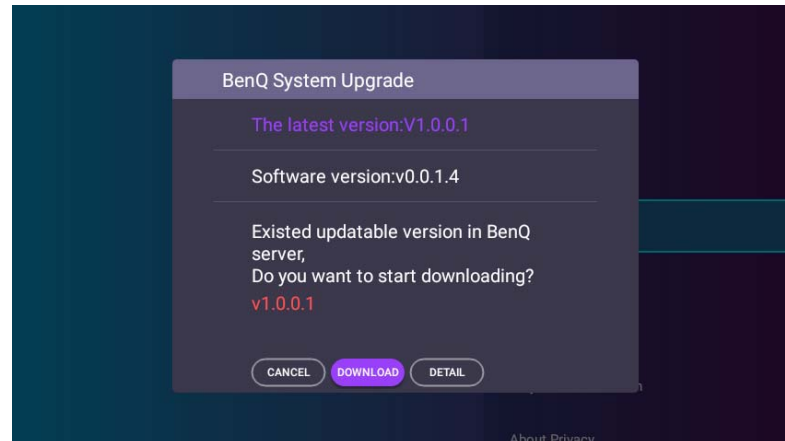 BenQ System Upgrade
The latest version:V1.0.0.1
Software version:v0.0.1.4
Existed updatable version in BenQ
server,
Do you want to start downloading?
v1.0.0.1
CANCEL DOWNLOAD DETAIL
About Privacy